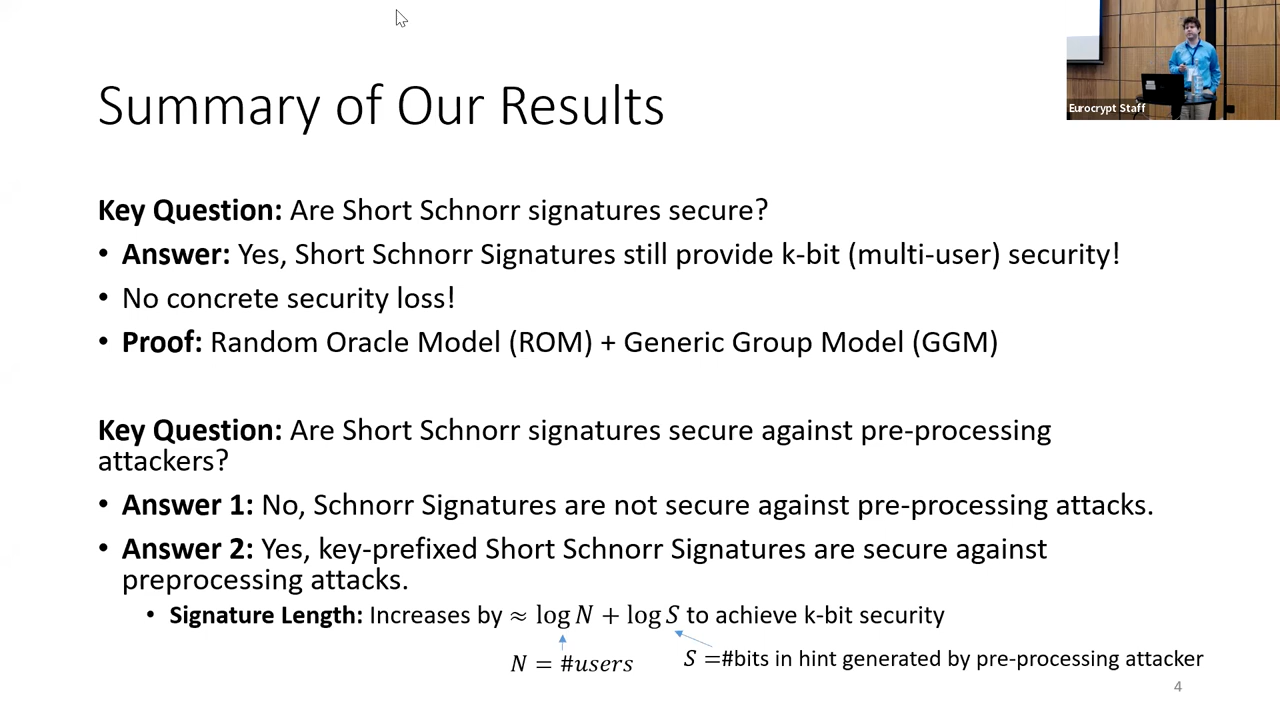 Eurocrypt Staff
Summary of Our Results
Key Question: Are Short Schnorr signatures secure?
• Answer: Yes, Short Schnorr Signatures still provide k-bit (multi-user) security!
• No concrete security loss!
• Proof: Random Oracle Model (ROM) + Generic Group Model (GGM)
Key Question: Are Short Schnorr signatures secure against pre-processing
attackers?
• Answer 1: No, Schnorr Signatures are not secure against pre-processing attacks.
• Answer 2: Yes, key-prefixed Short Schnorr Signatures are secure against
preprocessing attacks.
• Signature Length: Increases by ≈ log N + log S to achieve k-bit security
N = #users
S =#bits in hint generated by pre-processing attacker
4